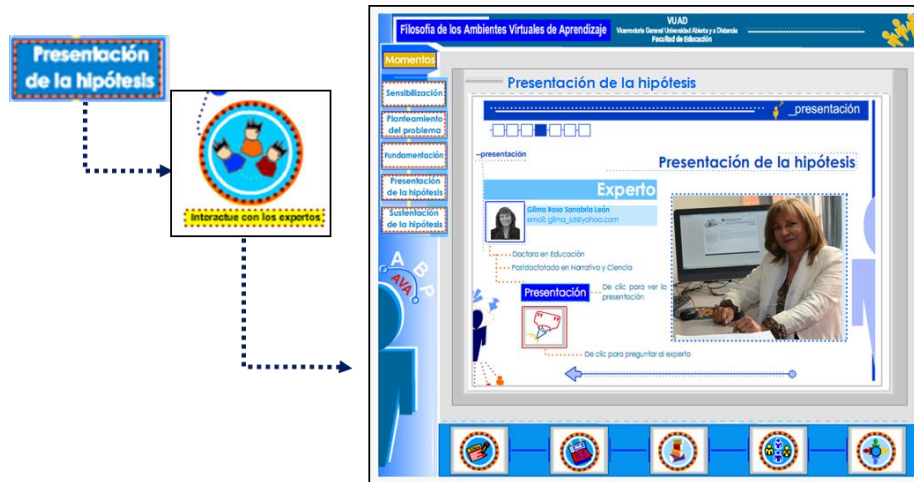 Presentación
de la hipótesis
Interactue con los expertos
Filosofía de los Ambientes Virtuales de Aprendizaje
VUAD
Vicerrectoría General Universidad Abierta y a Distancia
Facultad de Educación
Momentos
Sensibilización
Planteamiento
del problema
Fundamentación
Presentación
de la hipótesis
Sustentación
de la hipótesis
A B P
AVA
Presentación de la hipótesis
_presentación
–presentación
Presentación de la hipótesis
Experto
Gilma Rosa Sanabria León
email: gilma_63@yahoo.com
Doctora en Educación
Postdoctotado en Narrativa y Ciencia
Presentación
De clic para ver la
presentación
De clic para preguntar al experto